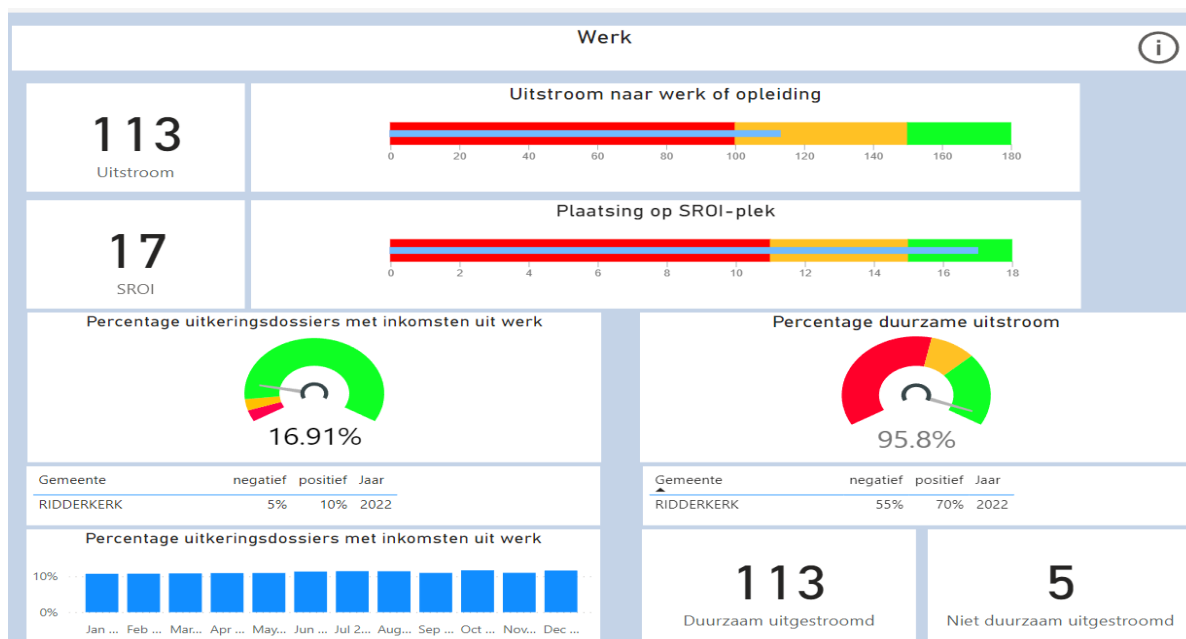 Werk
i
113
Uitstroom
Uitstroom naar werk of opleiding
0 20 40 60 80 100 120 140 160 180
17
SROI
Plaatsing op SROI-plek
0 2 4 6 8 10 12 14 16 18
Percentage uitkeringsdossiers met inkomsten uit werk
16.91%
Percentage duurzame uitstroom
95.8%
Gemeente negatief positief Jaar
RIDDERKERK 5% 10% 2022
Gemeente negatief positief Jaar
RIDDERKERK 55% 70% 2022
Percentage uitkeringsdossiers met inkomsten uit werk
10%
0%
Jan ... Feb ... Mar... Apr ... May... Jun ... Jul 2... Aug... Sep ... Oct ... Nov... Dec ...
113
Duurzaam uitgestroomd
5
Niet duurzaam uitgestroomd